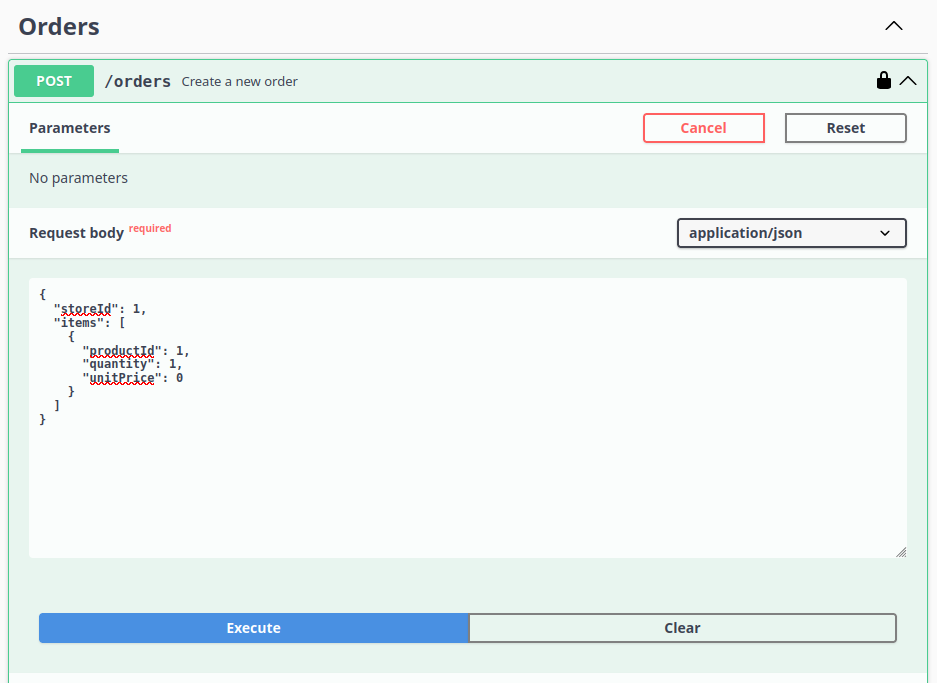 Orders
POST /orders Create a new order
Parameters Cancel Reset
No parameters
Request body required application/json
{
  "storeId": 1,
  "items": [
    {
      "productId": 1,
      "quantity": 1,
      "unitPrice": 0
    }
  ]
}
Execute Clear